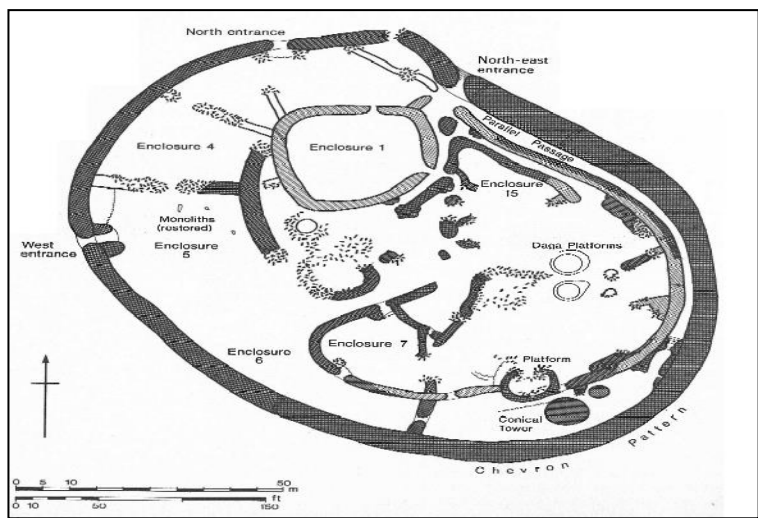 North entrance
North-east
entrance
Parallel Passage
Enclosure 4
Enclosure 1
Enclosure
15
Monoliths
(restored)
West
entrance
Enclosure
5
Daga Platforms
Enclosure
6
Enclosure 7
Platform
Conical
Tower
Chevron Pattern
0 5 10 50
m
ft
0 10 50 150